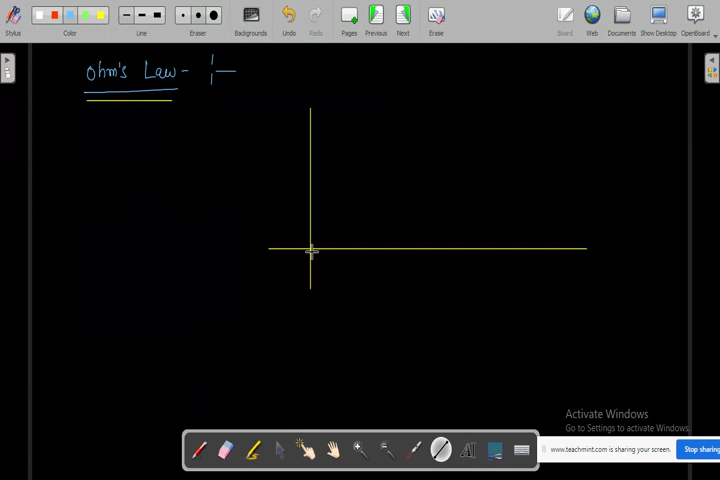 Stylus
Color
Line
Eraser
Backgrounds
Undo
Redo
Pages
Previous
Next
Erase
Board
Web
Documents
Show Desktop
OpenBoard
Ohm's Law-
Activate Windows
Go to Settings to activate Windows.
www.teachmint.com is sharing your screen.
Stop sharing